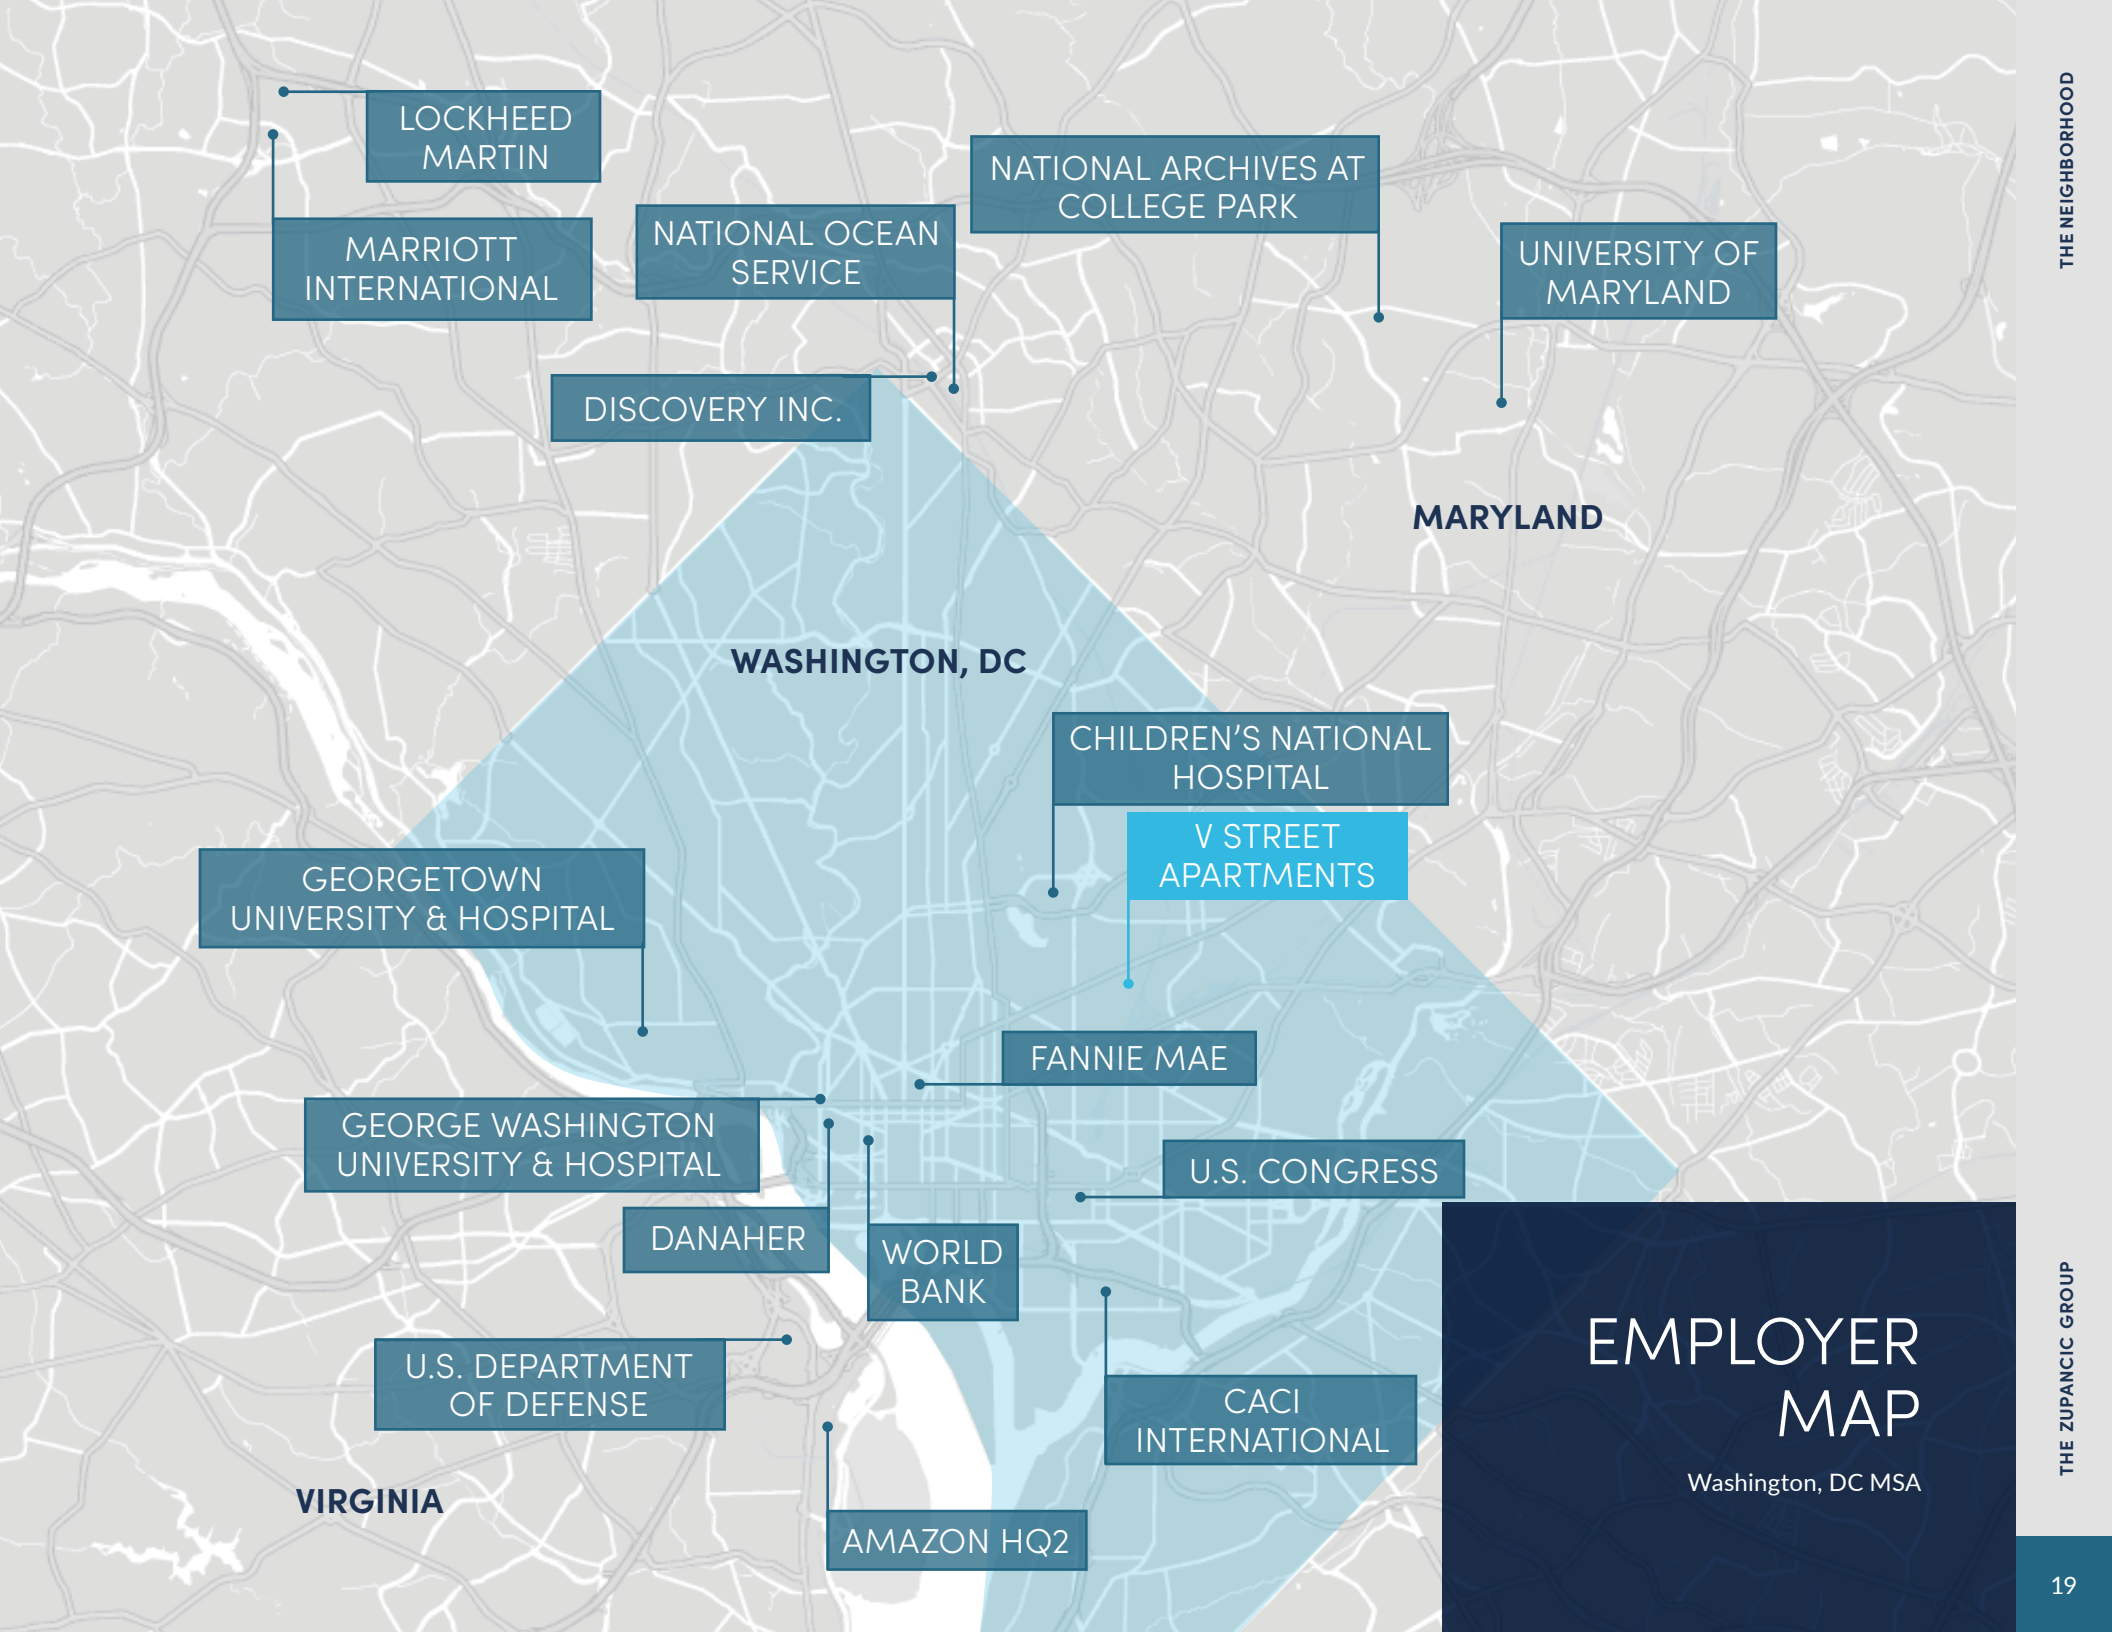 LOCKHEED
MARTIN
MARRIOTT
INTERNATIONAL
NATIONAL OCEAN
SERVICE
NATIONAL ARCHIVES AT
COLLEGE PARK
UNIVERSITY OF
MARYLAND
DISCOVERY INC.
MARYLAND
WASHINGTON, DC
CHILDREN'S NATIONAL
HOSPITAL
V STREET
APARTMENTS
GEORGETOWN
UNIVERSITY & HOSPITAL
FANNIE MAE
GEORGE WASHINGTON
UNIVERSITY & HOSPITAL
U.S. CONGRESS
DANAHER
WORLD
BANK
U.S. DEPARTMENT
OF DEFENSE
CACI
INTERNATIONAL
VIRGINIA
AMAZON HQ2
EMPLOYER
MAP
Washington, DC MSA
THE NEIGHBORHOOD
THE ZUPANCIC GROUP
19